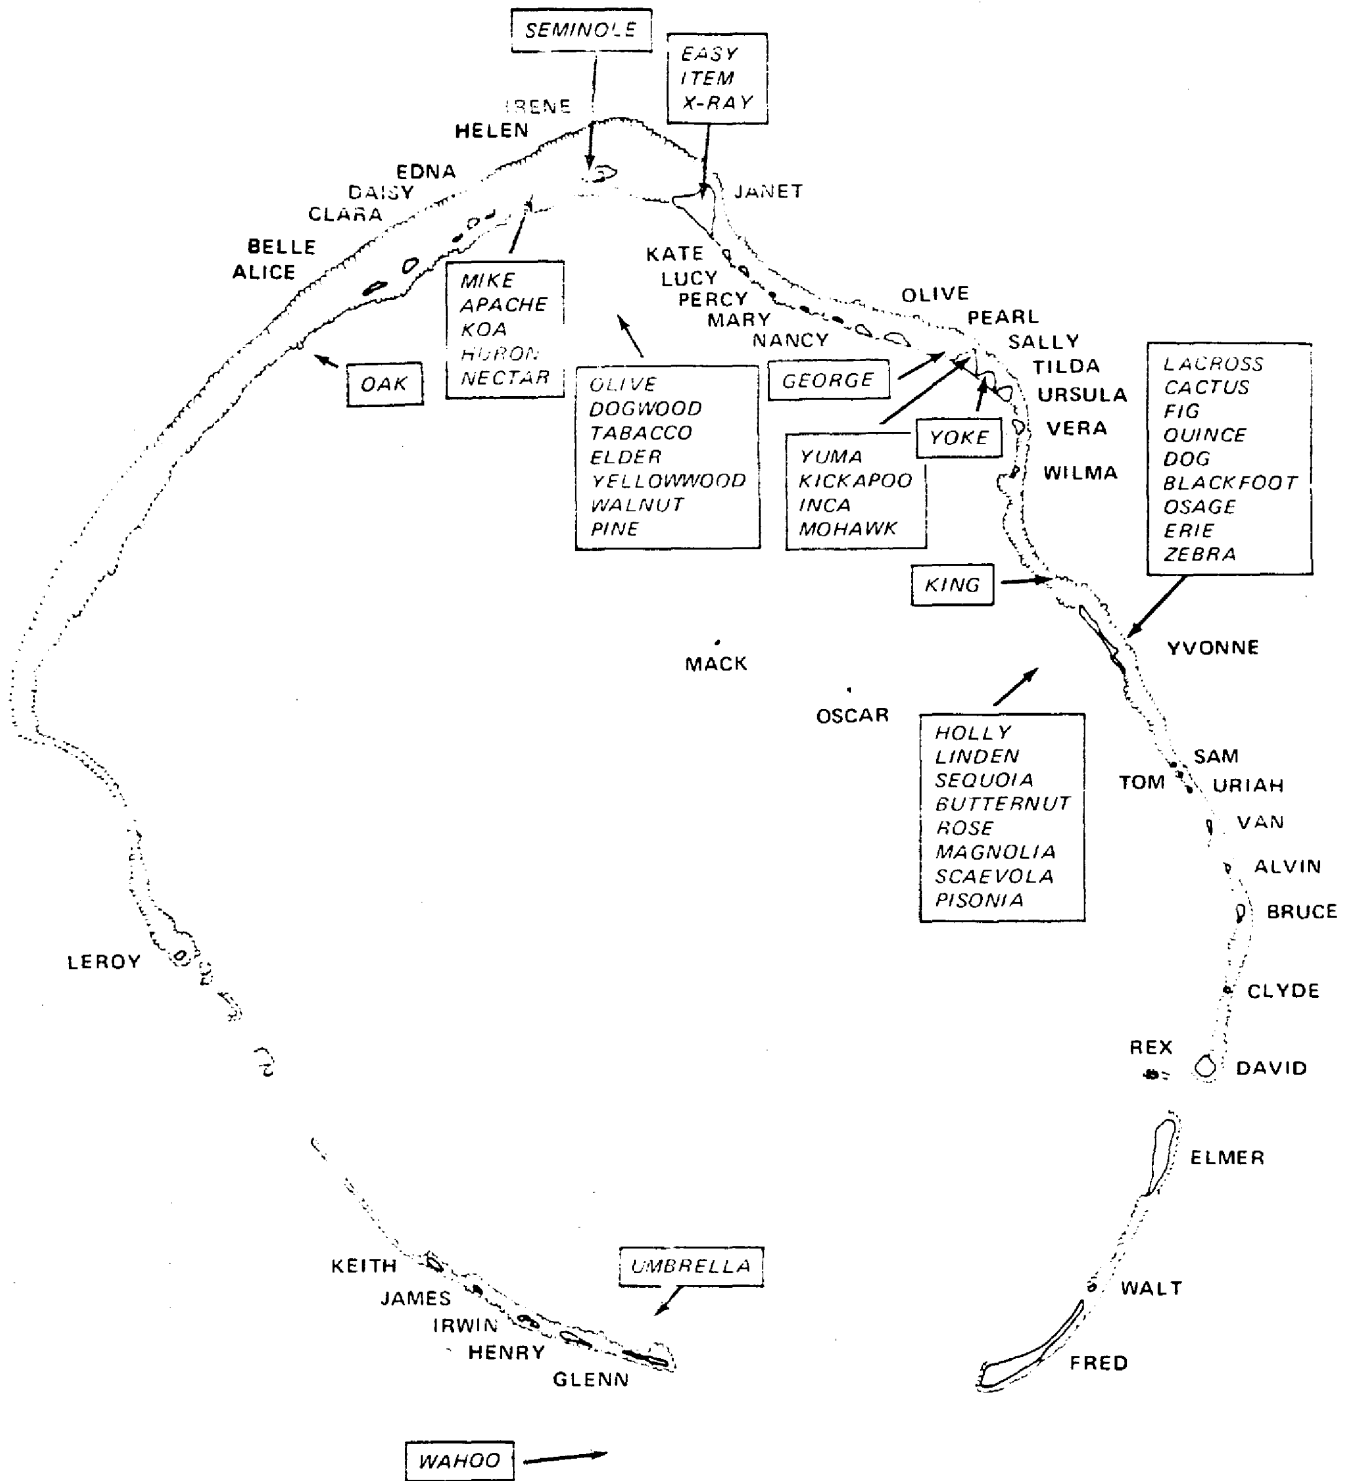 SEMINOLE
EASY
ITEM
X-RAY
IRENE
HELEN
EDNA
DAISY
CLARA
BELLE
ALICE
JANET
KATE
LUCY
PERCY
MARY
NANCY
OLIVE
PEARL
SALLY
TILDA
URSULA
VERA
WILMA
MIKE
APACHE
KOA
HURON
NECTAR
OAK
OLIVE
DOGWOOD
TABACCO
ELDER
YELLOWWOOD
WALNUT
PINE
GEORGE
YOKE
YUMA
KICKAPOO
INCA
MOHAWK
LACROSS
CACTUS
FIG
QUINCE
DOG
BLACKFOOT
OSAGE
ERIE
ZEBRA
KING
YVONNE
MACK
OSCAR
HOLLY
LINDEN
SEQUOIA
BUTTERNUT
ROSE
MAGNOLIA
SCAEVOLA
PISONIA
SAM
TOM
URIAH
VAN
ALVIN
BRUCE
LEROY
CLYDE
REX
DAVID
ELMER
KEITH
JAMES
IRWIN
HENRY
GLENN
UMBRELLA
WALT
FRED
WAHOO